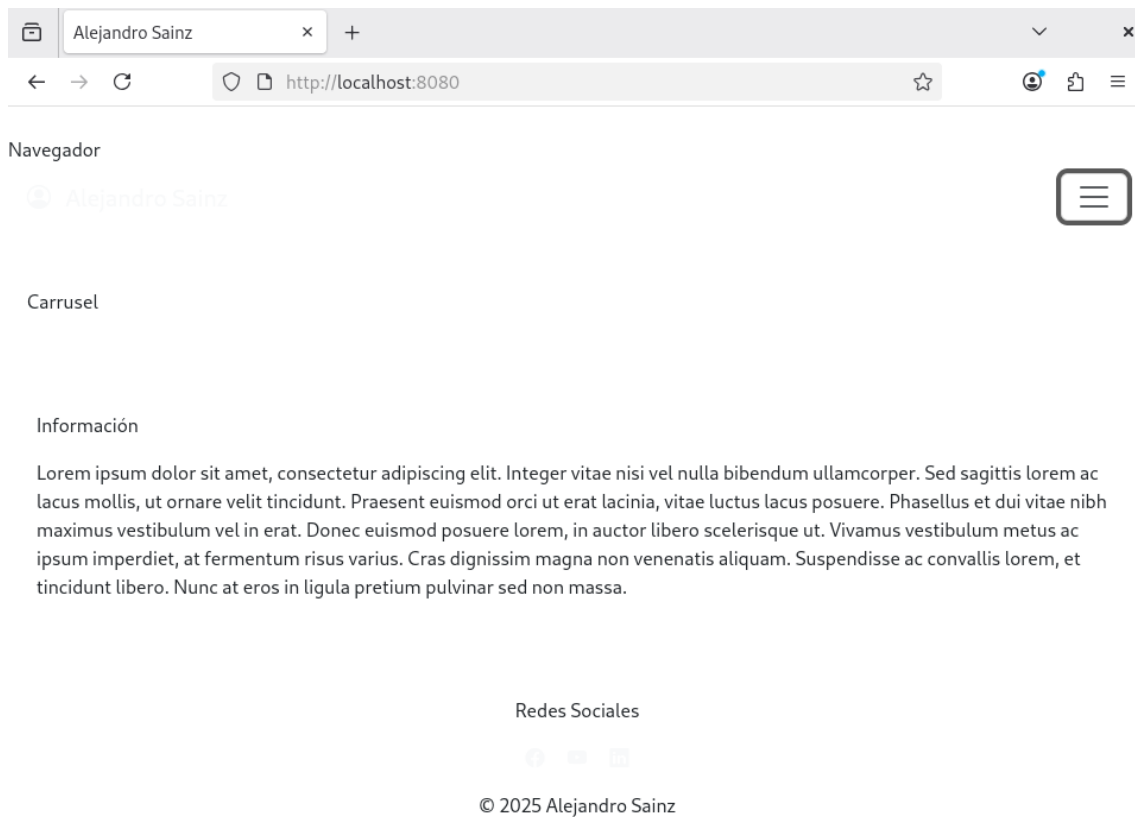 Alejandro Sainz
http://localhost:8080
Navegador
Alejandro Sainz
Carrusel
Información
Lorem ipsum dolor sit amet, consectetur adipiscing elit. Integer vitae nisi vel nulla bibendum ullamcorper. Sed sagittis lorem ac
lacus mollis, ut ornare velit tincidunt. Praesent euismod orci ut erat lacinia, vitae luctus lacus posuere. Phasellus et dui vitae nibh
maximus vestibulum vel in erat. Donec euismod posuere lorem, in auctor libero scelerisque ut. Vivamus vestibulum metus ac
ipsum imperdiet, at fermentum risus varius. Cras dignissim magna non venenatis aliquam. Suspendisse ac convallis lorem, et
tincidunt libero. Nunc at eros in ligula pretium pulvinar sed non massa.
Redes Sociales
© 2025 Alejandro Sainz